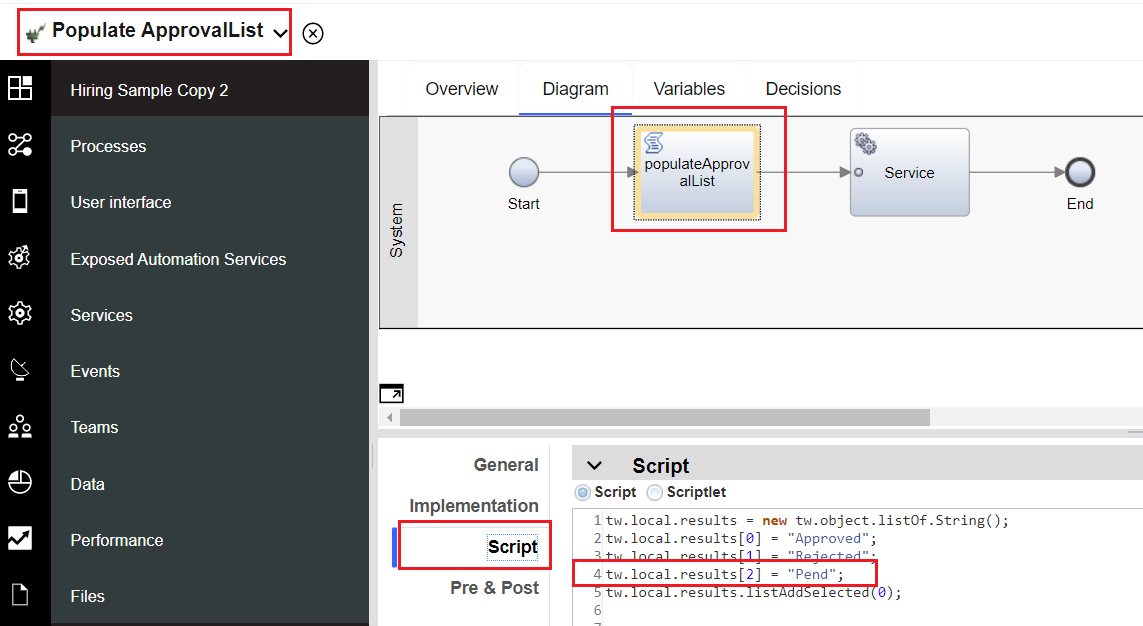 Populate ApprovalList
Hiring Sample Copy 2
Processes
User interface
Exposed Automation Services
Services
Events
Teams
Data
Performance
Files
Overview
Diagram
Variables
Decisions
System
Start
populateApprov
alList
Service
End
General
Implementation
Script
Pre & Post
Script
Script
Scriptlet
1 tw.local.results = new tw.object.listOf.String();
2 tw.local.results[0] = "Approved";
3 tw.local.results[1] = "Rejected";
4 tw.local.results[2] = "Pend";
5 tw.local.results.listAddSelected(0);
6
7